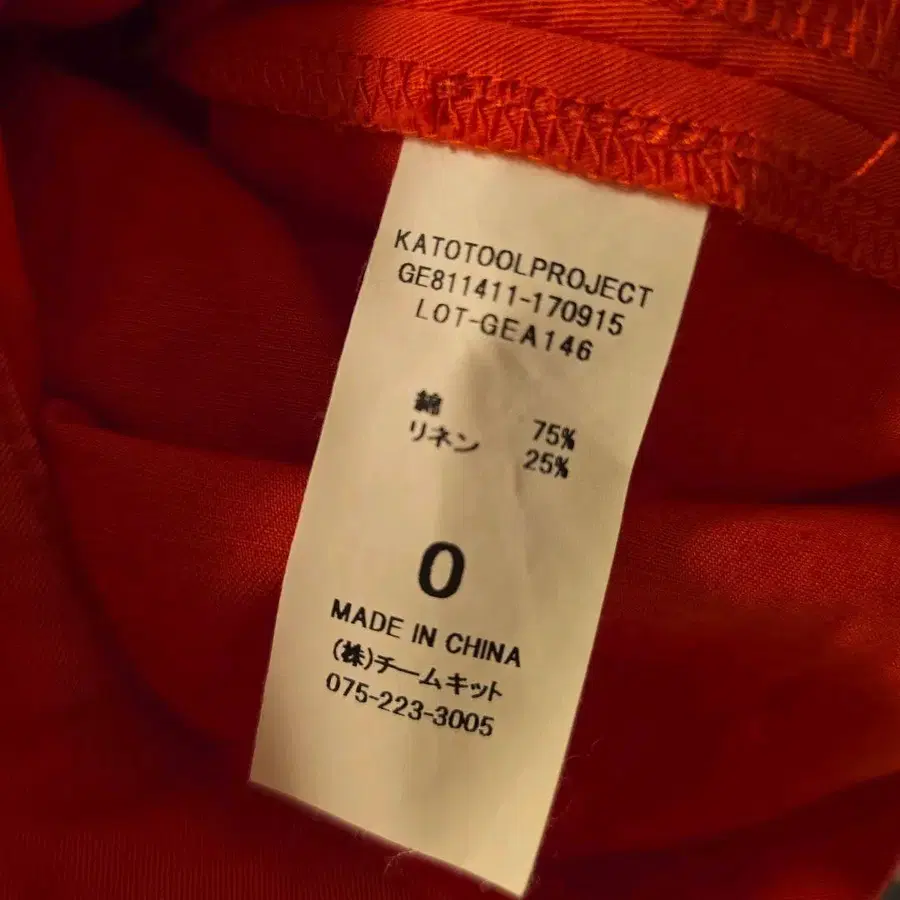 KATOTOOLPROJECT
GE811411-170915
LOT-GEA146
綿 75%
リネン 25%
0
MADE IN CHINA
(株)チームキット
075-223-3005